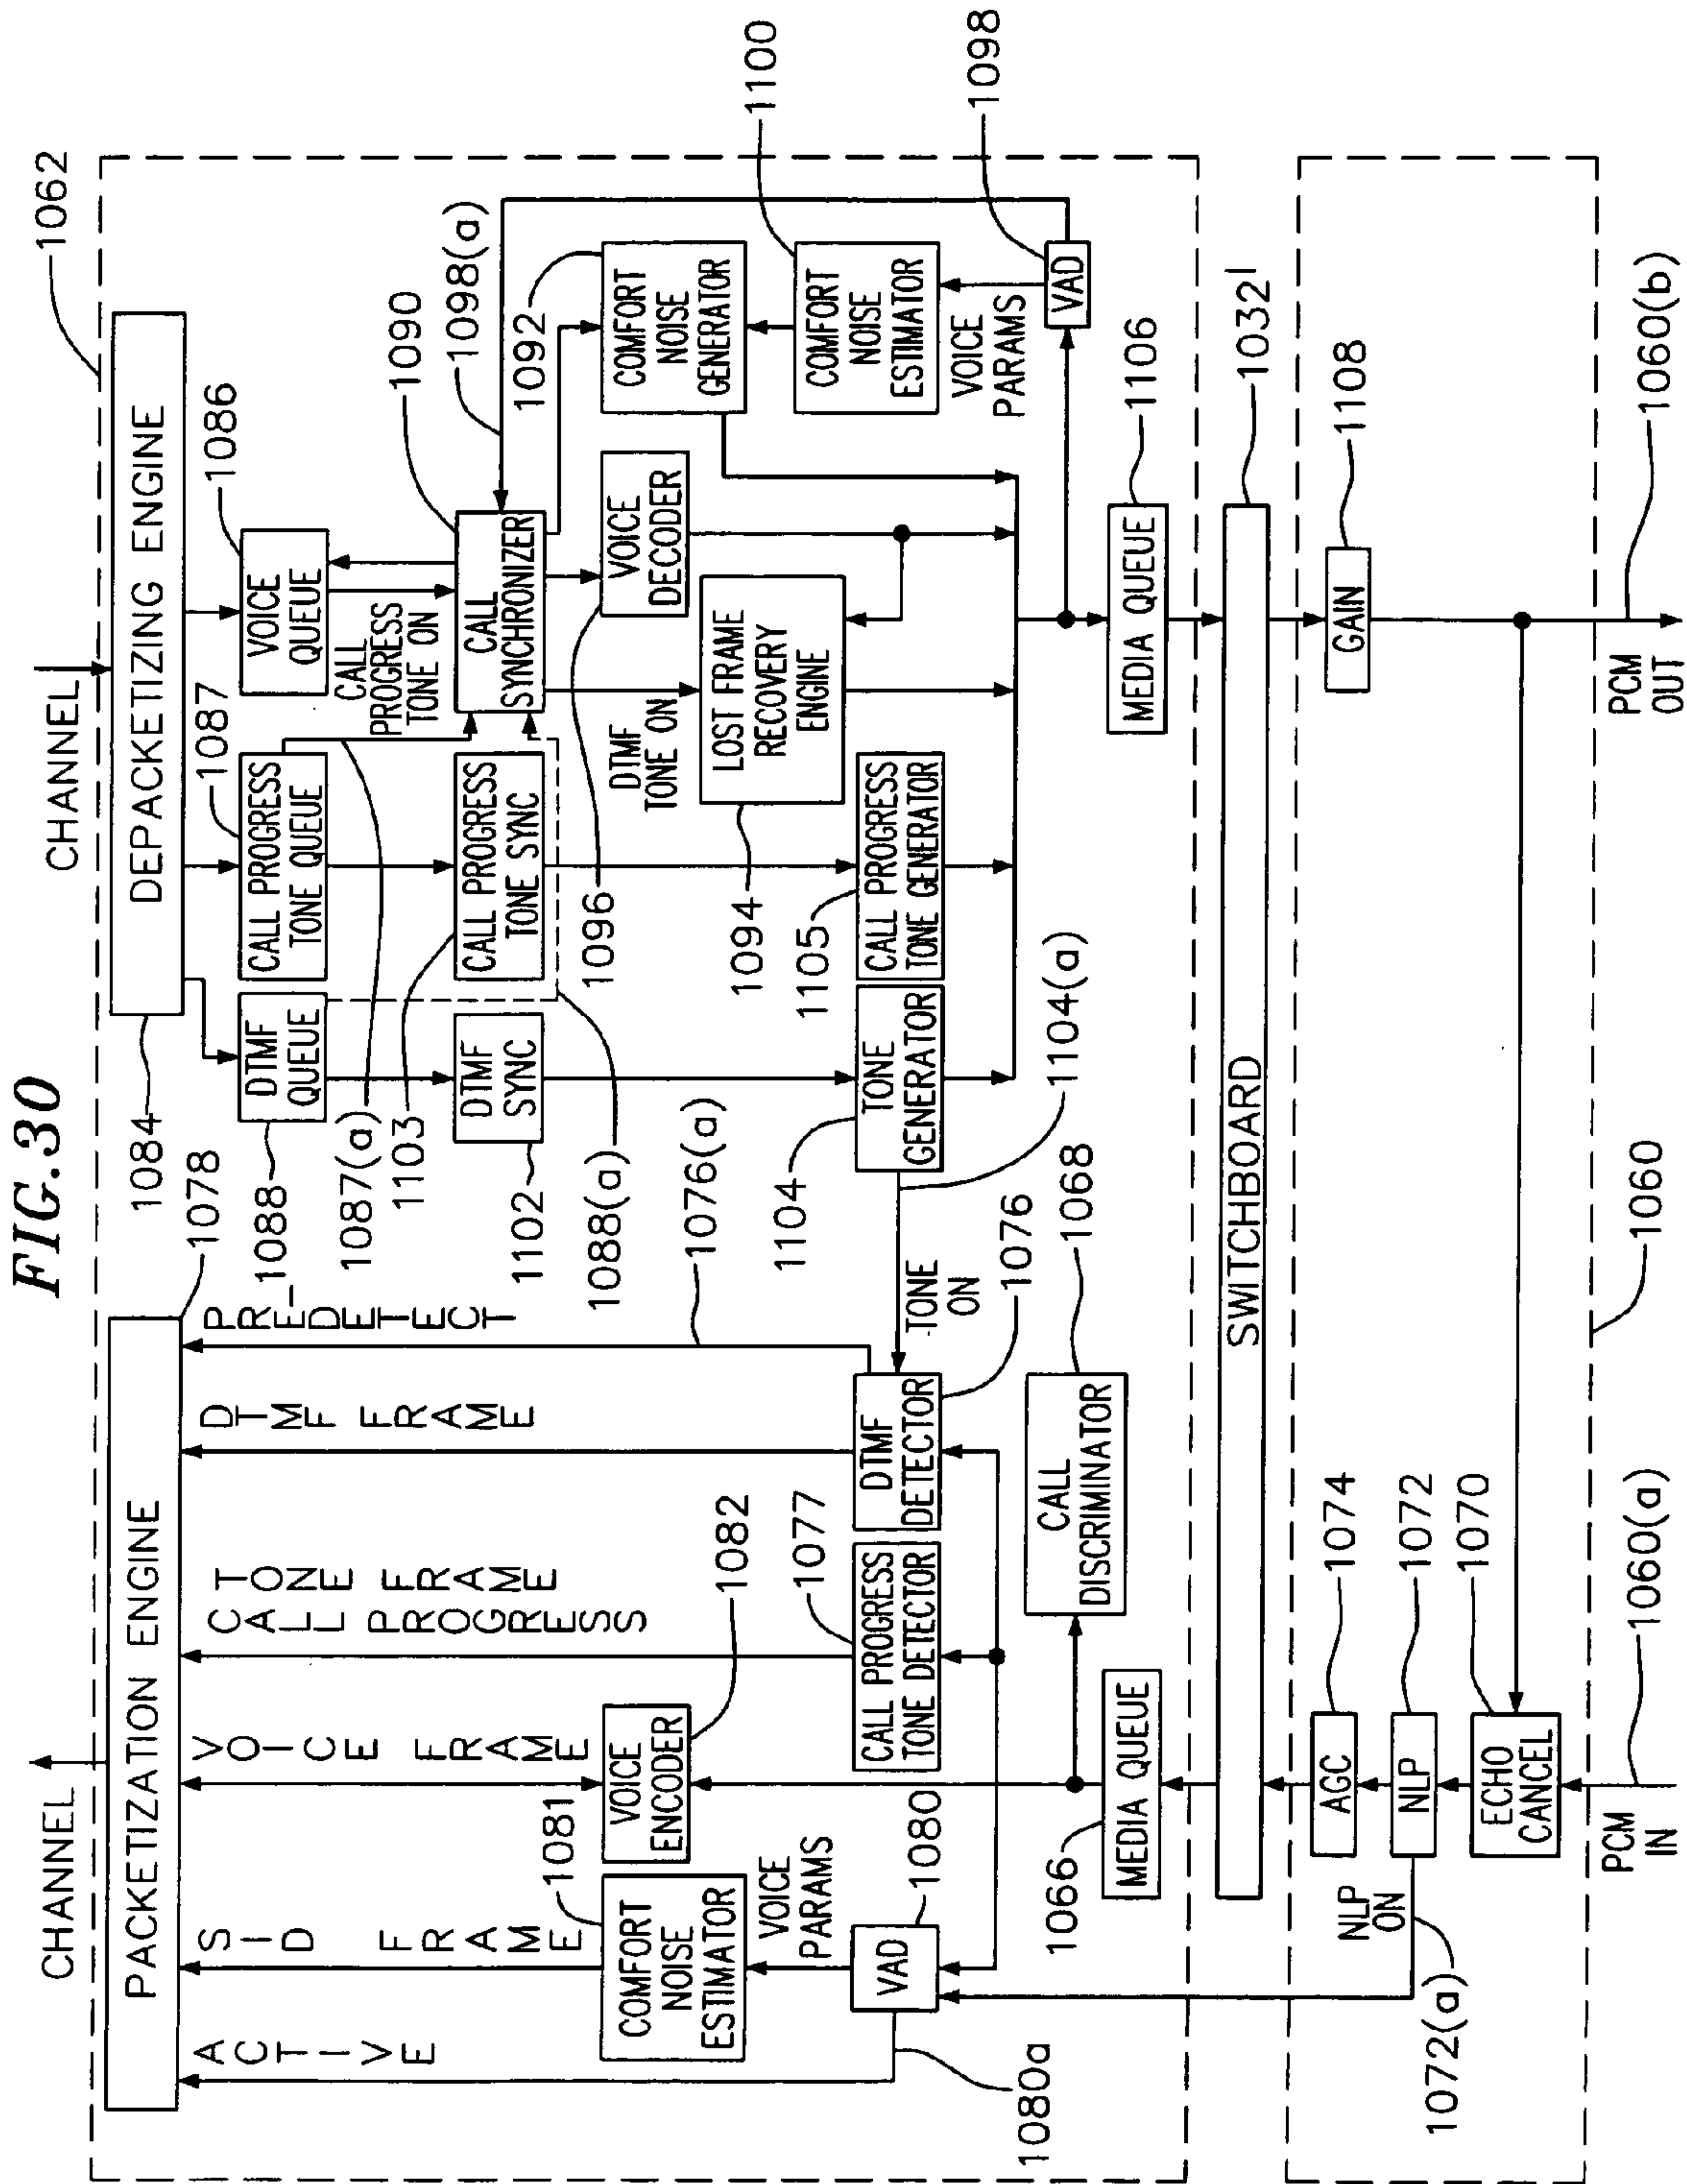 FIG.30
CHANNEL
PACKETIZATION ENGINE
1078
CHANNEL
DEPACKETIZING ENGINE
1084
1062
ACTIVE
SID FRAME
VOICE FRAME
CALL PROGRESS
TONE FRAME
DTMF FRAME
PRE-DETECT
DTMF
QUEUE
1088
CALL PROGRESS
TONE QUEUE
1087
1087(a)
VOICE
QUEUE
1086
CALL
PROGRESS
TONE ON
DTMF
SYNC
1102
CALL PROGRESS
TONE SYNC
1103
1088(a)
CALL
SYNCHRONIZER
1090
1098(a)
COMFORT
NOISE
ESTIMATOR
1081
VOICE
ENCODER
1082
1076(a)
1096
VOICE
DECODER
COMFORT
NOISE
GENERATOR
1092
DTMF
TONE ON
LOST FRAME
RECOVERY
ENGINE
1094
COMFORT
NOISE
ESTIMATOR
1100
VOICE
PARAMS
VAD
1080
1080a
CALL PROGRESS
TONE DETECTOR
1077
DTMF
DETECTOR
1076
TONE
ON
TONE
GENERATOR
1104
1104(a)
CALL PROGRESS
TONE GENERATOR
1105
VOICE
PARAMS
VAD
1098
CALL
DISCRIMINATOR
1068
MEDIA QUEUE
1066
MEDIA QUEUE
1106
SWITCHBOARD
1032'
NLP
ON
1072(a)
AGC
1074
NLP
1072
ECHO
CANCEL
1070
GAIN
1108
PCM
IN
1060(a)
1060
PCM
OUT
1060(b)